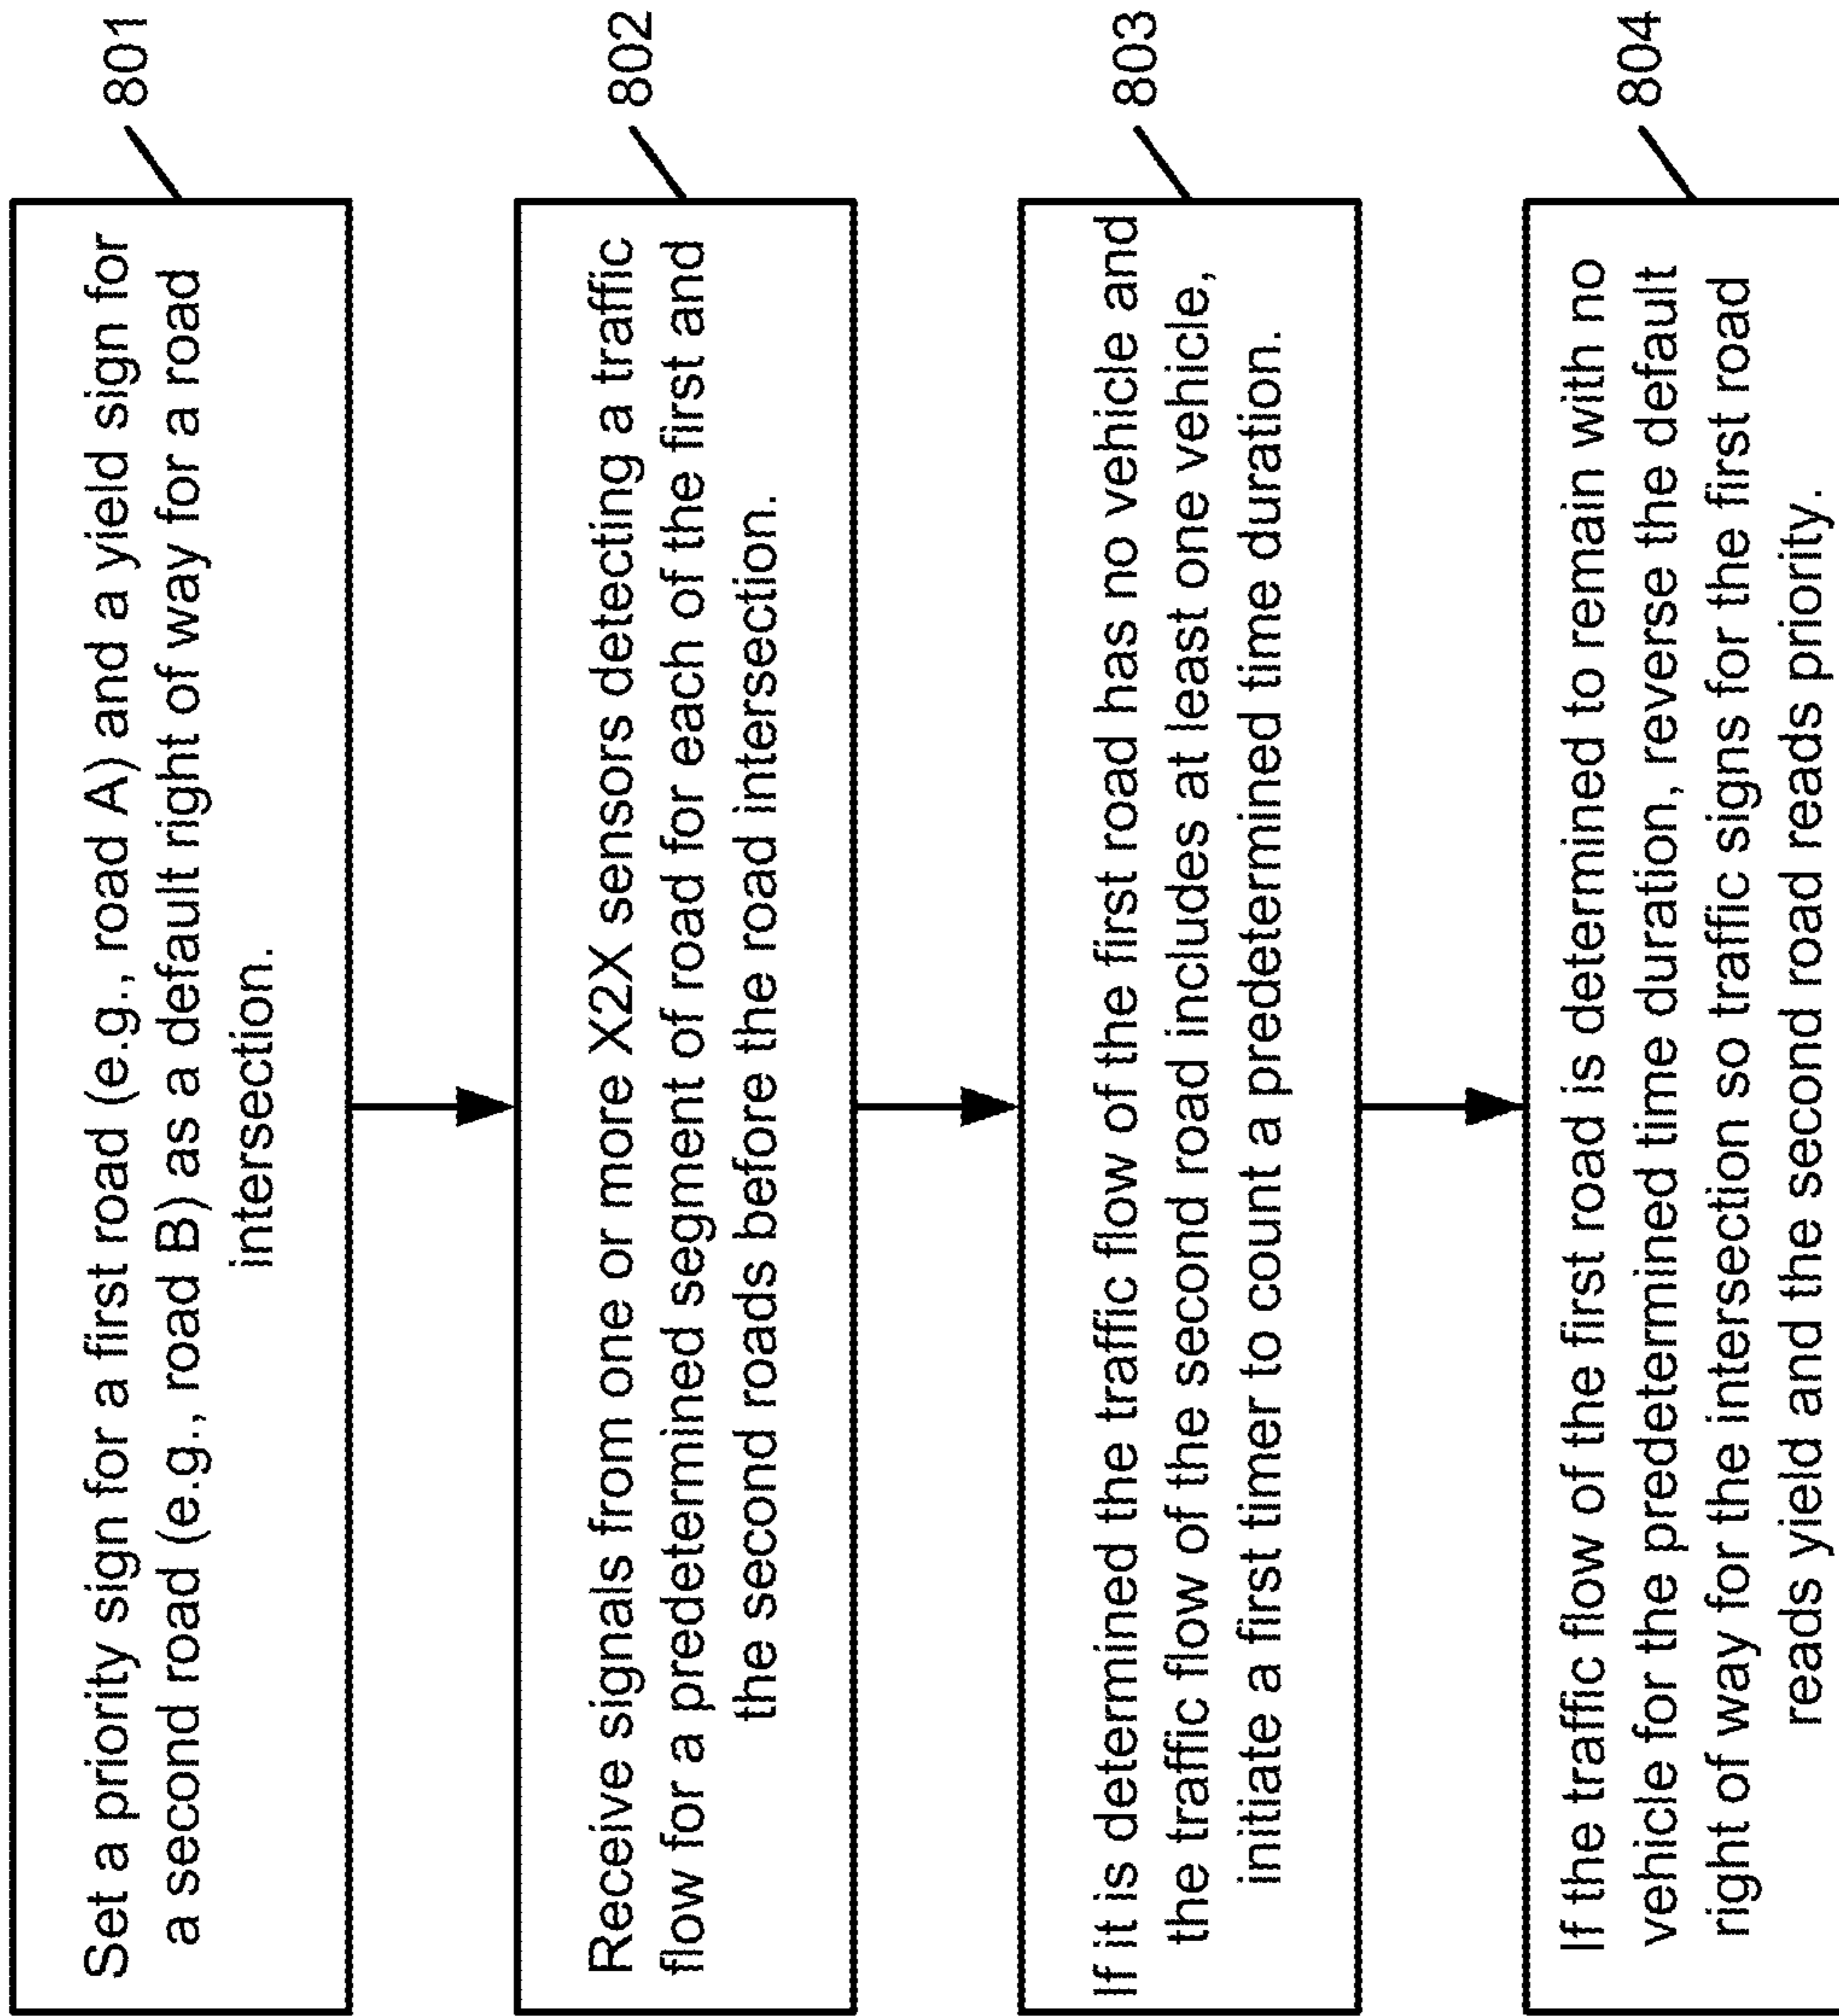 Set a priority sign for a first road (e.g., road A) and a yield sign for
a second road (e.g., road B) as a default right of way for a road
intersection.
801
Receive signals from one or more X2X sensors detecting a traffic
flow for a predetermined segment of road for each of the first and
the second roads before the road intersection.
802
If it is determined the traffic flow of the first road has no vehicle and
the traffic flow of the second road includes at least one vehicle,
initiate a first timer to count a predetermined time duration.
803
If the traffic flow of the first road is determined to remain with no
vehicle for the predetermined time duration, reverse the default
right of way for the intersection so traffic signs for the first road
reads yield and the second road reads priority.
804